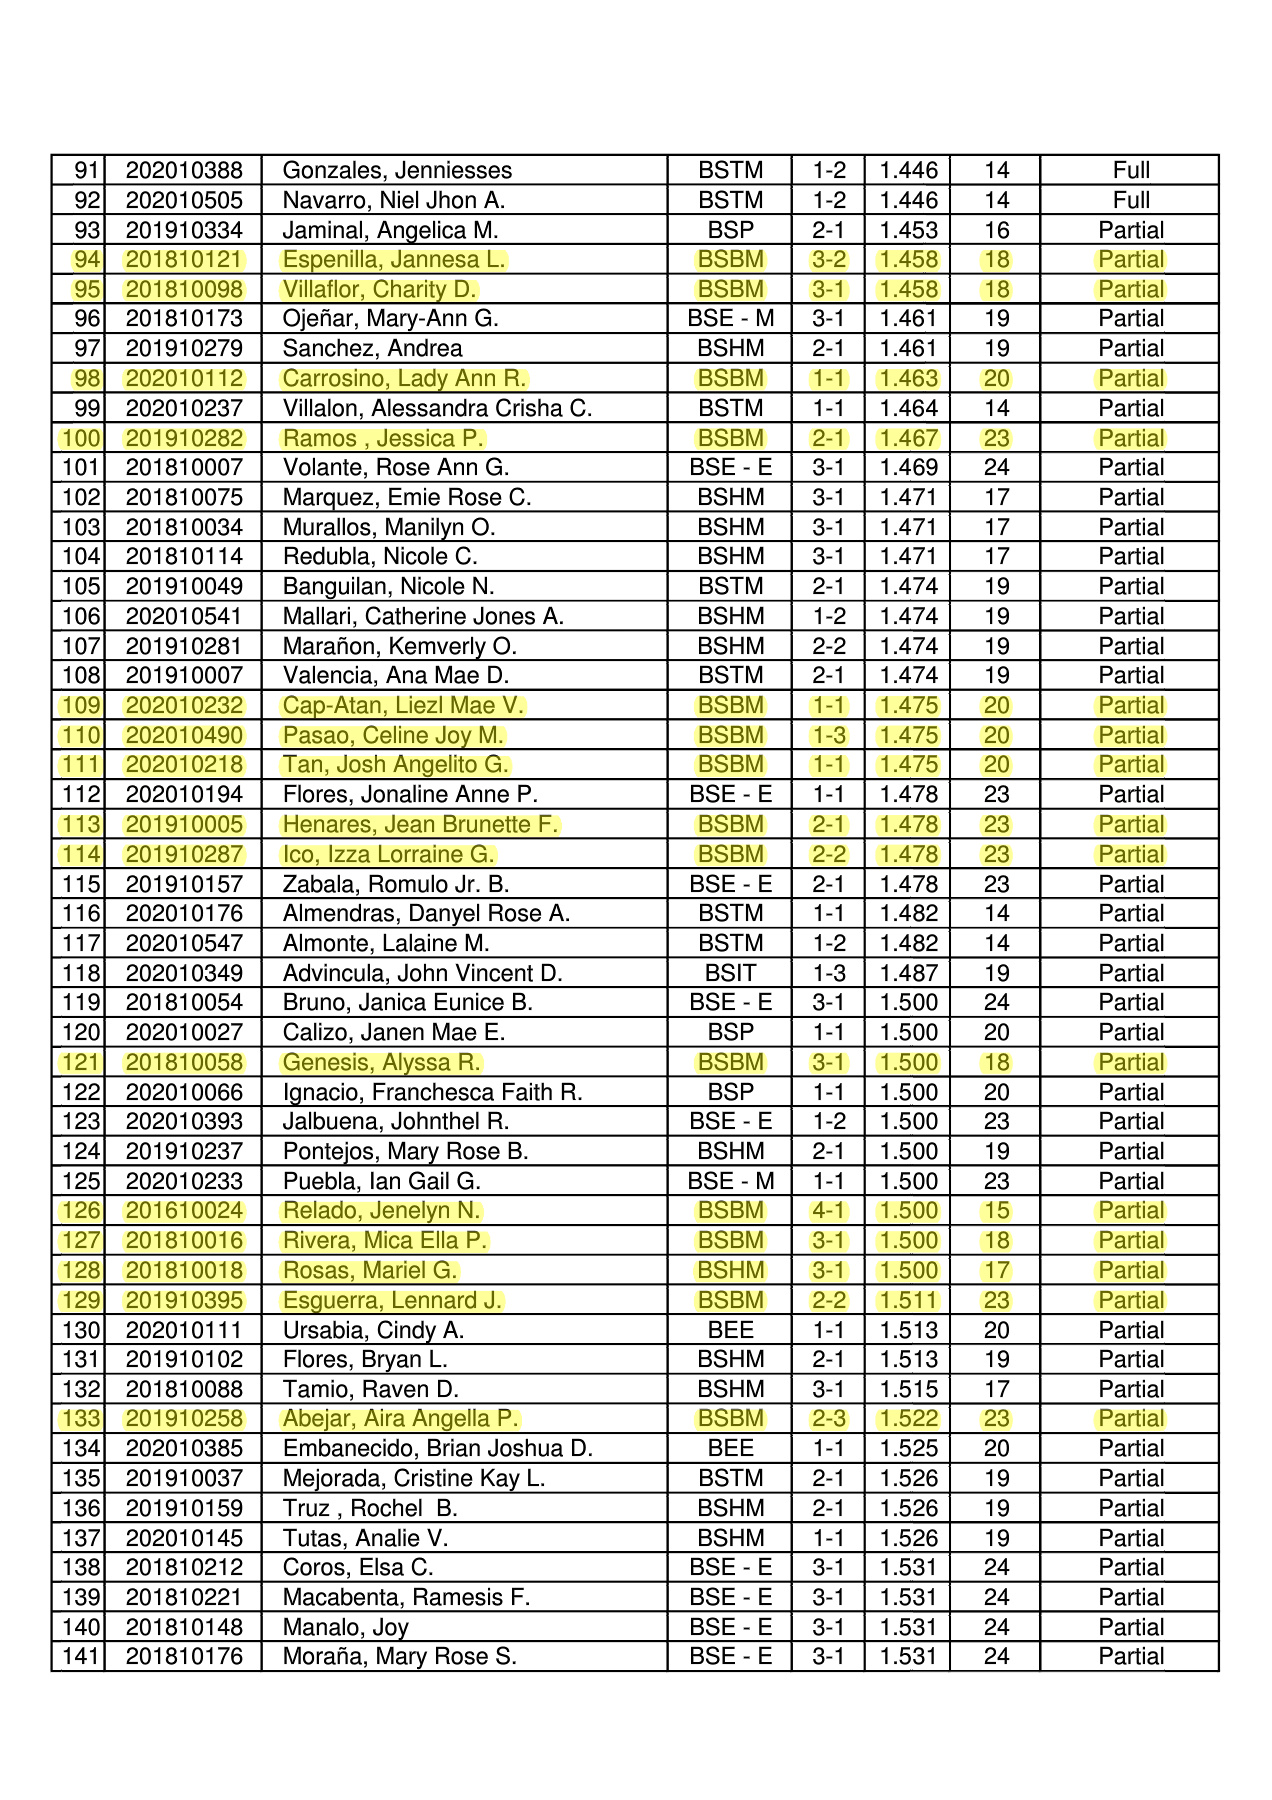 91 202010388 Gonzales, Jenniesses BSTM 1-2 1.446 14 Full
92 202010505 Navarro, Niel Jhon A. BSTM 1-2 1.446 14 Full
93 201910334 Jaminal, Angelica M. BSP 2-1 1.453 16 Partial
94 201810121 Espenilla, Jannesa L. BSBM 3-2 1.458 18 Partial
95 201810098 Villaflor, Charity D. BSBM 3-1 1.458 18 Partial
96 201810173 Ojeñar, Mary-Ann G. BSE - M 3-1 1.461 19 Partial
97 201910279 Sanchez, Andrea BSHM 2-1 1.461 19 Partial
98 202010112 Carrosino, Lady Ann R. BSBM 1-1 1.463 20 Partial
99 202010237 Villalon, Alessandra Crisha C. BSTM 1-1 1.464 14 Partial
100 201910282 Ramos , Jessica P. BSBM 2-1 1.467 23 Partial
101 201810007 Volante, Rose Ann G. BSE - E 3-1 1.469 24 Partial
102 201810075 Marquez, Emie Rose C. BSHM 3-1 1.471 17 Partial
103 201810034 Murallos, Manilyn O. BSHM 3-1 1.471 17 Partial
104 201810114 Redubla, Nicole C. BSHM 3-1 1.471 17 Partial
105 201910049 Banguilan, Nicole N. BSTM 2-1 1.474 19 Partial
106 202010541 Mallari, Catherine Jones A. BSHM 1-2 1.474 19 Partial
107 201910281 Marañon, Kemverly O. BSHM 2-2 1.474 19 Partial
108 201910007 Valencia, Ana Mae D. BSTM 2-1 1.474 19 Partial
109 202010232 Cap-Atan, Liezl Mae V. BSBM 1-1 1.475 20 Partial
110 202010490 Pasao, Celine Joy M. BSBM 1-3 1.475 20 Partial
111 202010218 Tan, Josh Angelito G. BSBM 1-1 1.475 20 Partial
112 202010194 Flores, Jonaline Anne P. BSE - E 1-1 1.478 23 Partial
113 201910005 Henares, Jean Brunette F. BSBM 2-1 1.478 23 Partial
114 201910287 Ico, Izza Lorraine G. BSBM 2-2 1.478 23 Partial
115 201910157 Zabala, Romulo Jr. B. BSE - E 2-1 1.478 23 Partial
116 202010176 Almendras, Danyel Rose A. BSTM 1-1 1.482 14 Partial
117 202010547 Almonte, Lalaine M. BSTM 1-2 1.482 14 Partial
118 202010349 Advincula, John Vincent D. BSIT 1-3 1.487 19 Partial
119 201810054 Bruno, Janica Eunice B. BSE - E 3-1 1.500 24 Partial
120 202010027 Calizo, Janen Mae E. BSP 1-1 1.500 20 Partial
121 201810058 Genesis, Alyssa R. BSBM 3-1 1.500 18 Partial
122 202010066 Ignacio, Franchesca Faith R. BSP 1-1 1.500 20 Partial
123 202010393 Jalbuena, Johnthel R. BSE - E 1-2 1.500 23 Partial
124 201910237 Pontejos, Mary Rose B. BSHM 2-1 1.500 19 Partial
125 202010233 Puebla, Ian Gail G. BSE - M 1-1 1.500 23 Partial
126 201610024 Relado, Jenelyn N. BSBM 4-1 1.500 15 Partial
127 201810016 Rivera, Mica Ella P. BSBM 3-1 1.500 18 Partial
128 201810018 Rosas, Mariel G. BSHM 3-1 1.500 17 Partial
129 201910395 Esguerra, Lennard J. BSBM 2-2 1.511 23 Partial
130 202010111 Ursabia, Cindy A. BEE 1-1 1.513 20 Partial
131 201910102 Flores, Bryan L. BSHM 2-1 1.513 19 Partial
132 201810088 Tamio, Raven D. BSHM 3-1 1.515 17 Partial
133 201910258 Abejar, Aira Angella P. BSBM 2-3 1.522 23 Partial
134 202010385 Embanecido, Brian Joshua D. BEE 1-1 1.525 20 Partial
135 201910037 Mejorada, Cristine Kay L. BSTM 2-1 1.526 19 Partial
136 201910159 Truz , Rochel  B. BSHM 2-1 1.526 19 Partial
137 202010145 Tutas, Analie V. BSHM 1-1 1.526 19 Partial
138 201810212 Coros, Elsa C. BSE - E 3-1 1.531 24 Partial
139 201810221 Macabenta, Ramesis F. BSE - E 3-1 1.531 24 Partial
140 201810148 Manalo, Joy BSE - E 3-1 1.531 24 Partial
141 201810176 Moraña, Mary Rose S. BSE - E 3-1 1.531 24 Partial